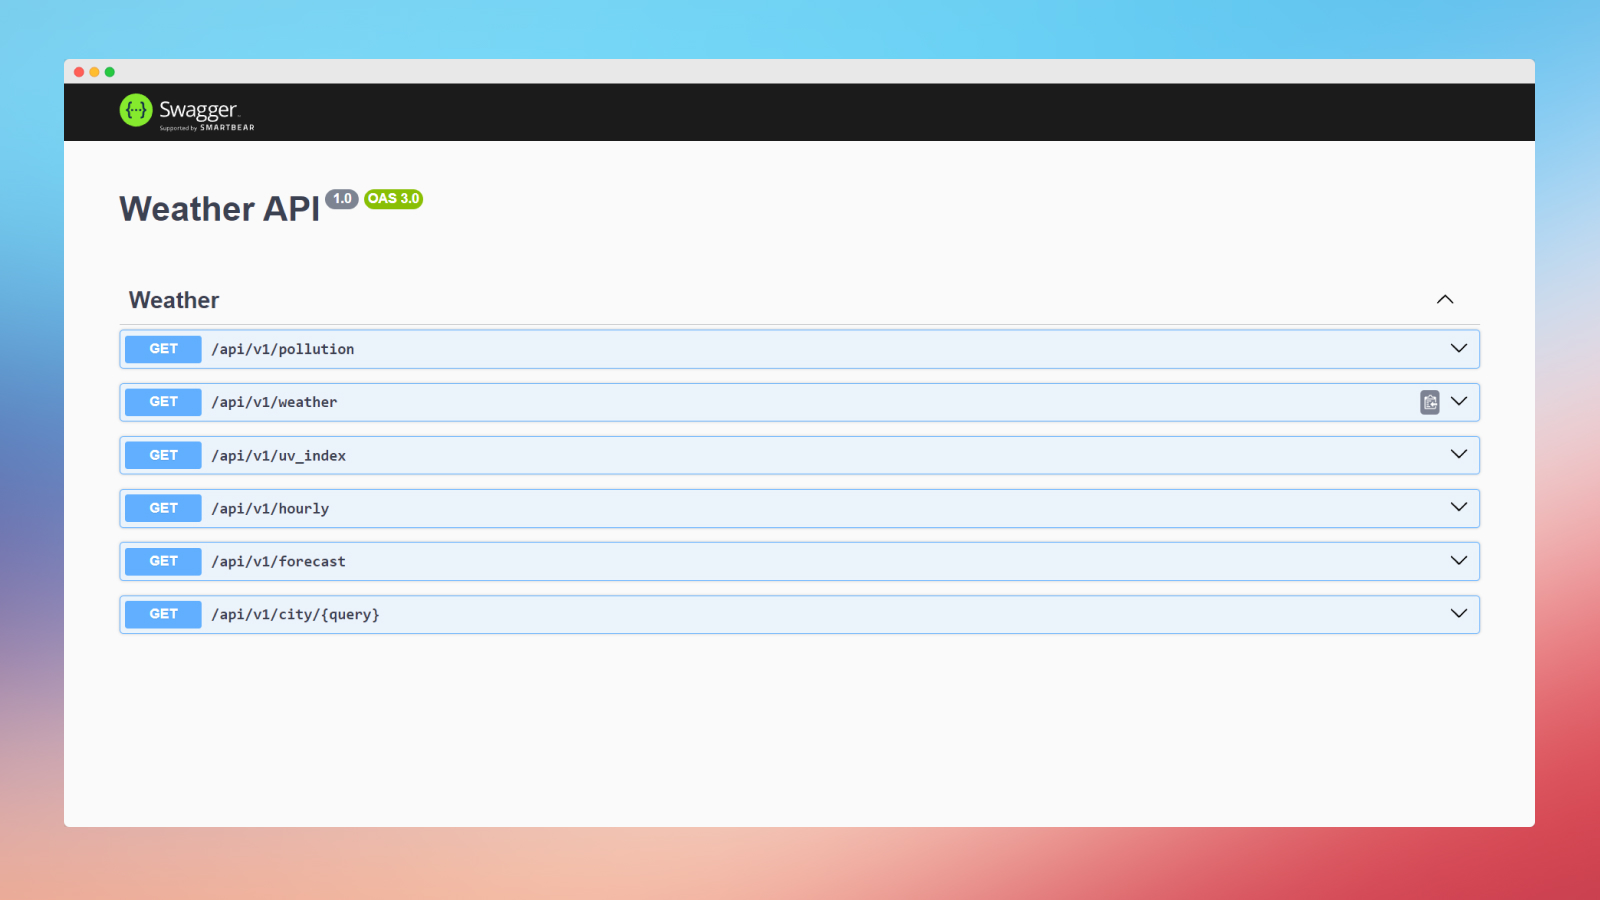 {···} Swagger
Supported by SMARTBEAR
Weather API 1.0 OAS 3.0
Weather
GET /api/v1/pollution
GET /api/v1/weather
GET /api/v1/uv_index
GET /api/v1/hourly
GET /api/v1/forecast
GET /api/v1/city/{query}